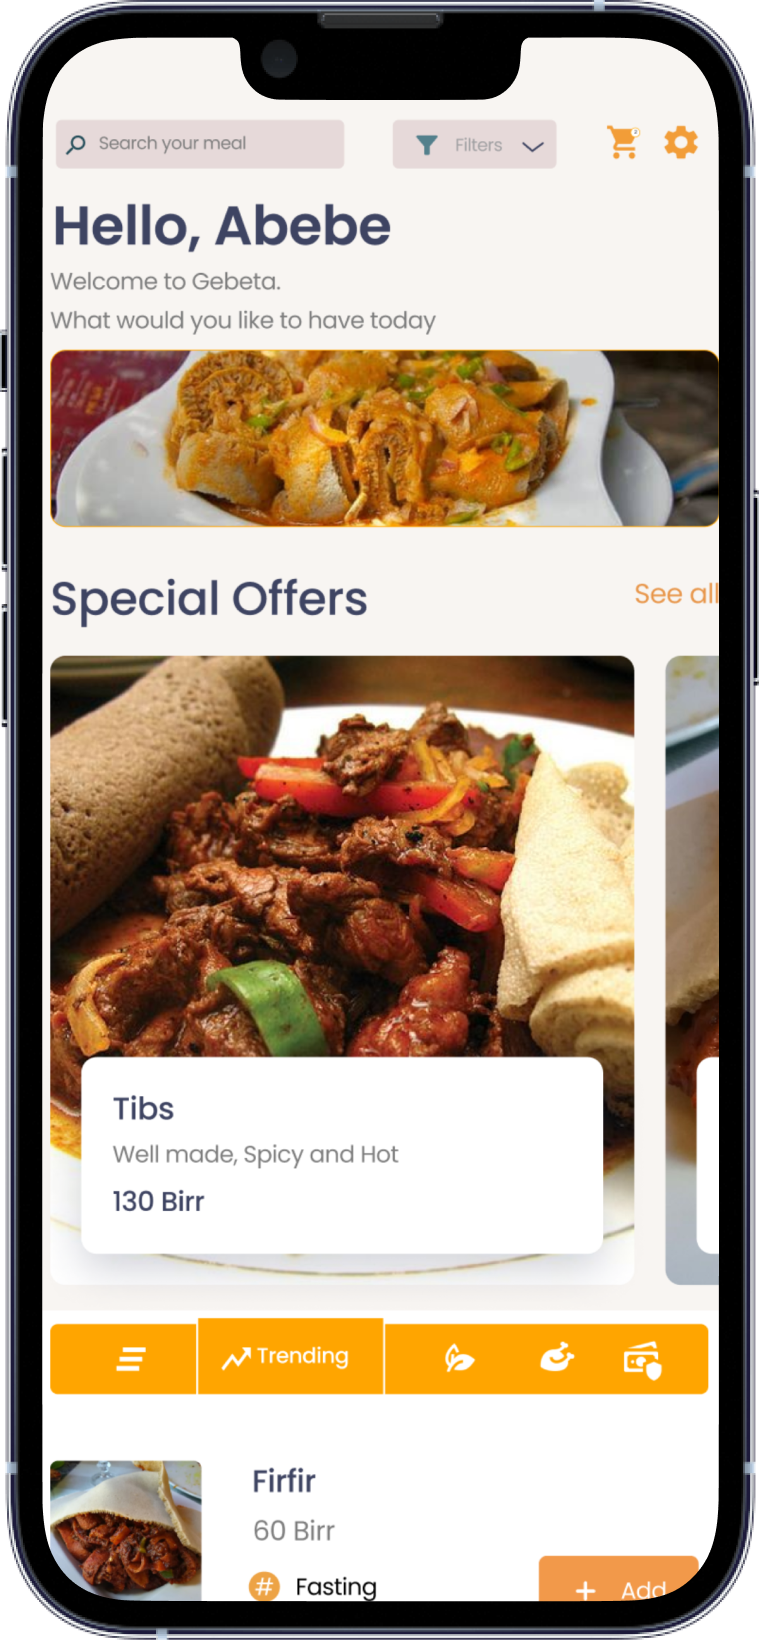 Search your meal
Filters
Hello, Abebe
Welcome to Gebeta.
What would you like to have today
Special Offers
See all
Tibs
Well made, Spicy and Hot
130 Birr
Trending
Firfir
60 Birr
# Fasting
+ Add